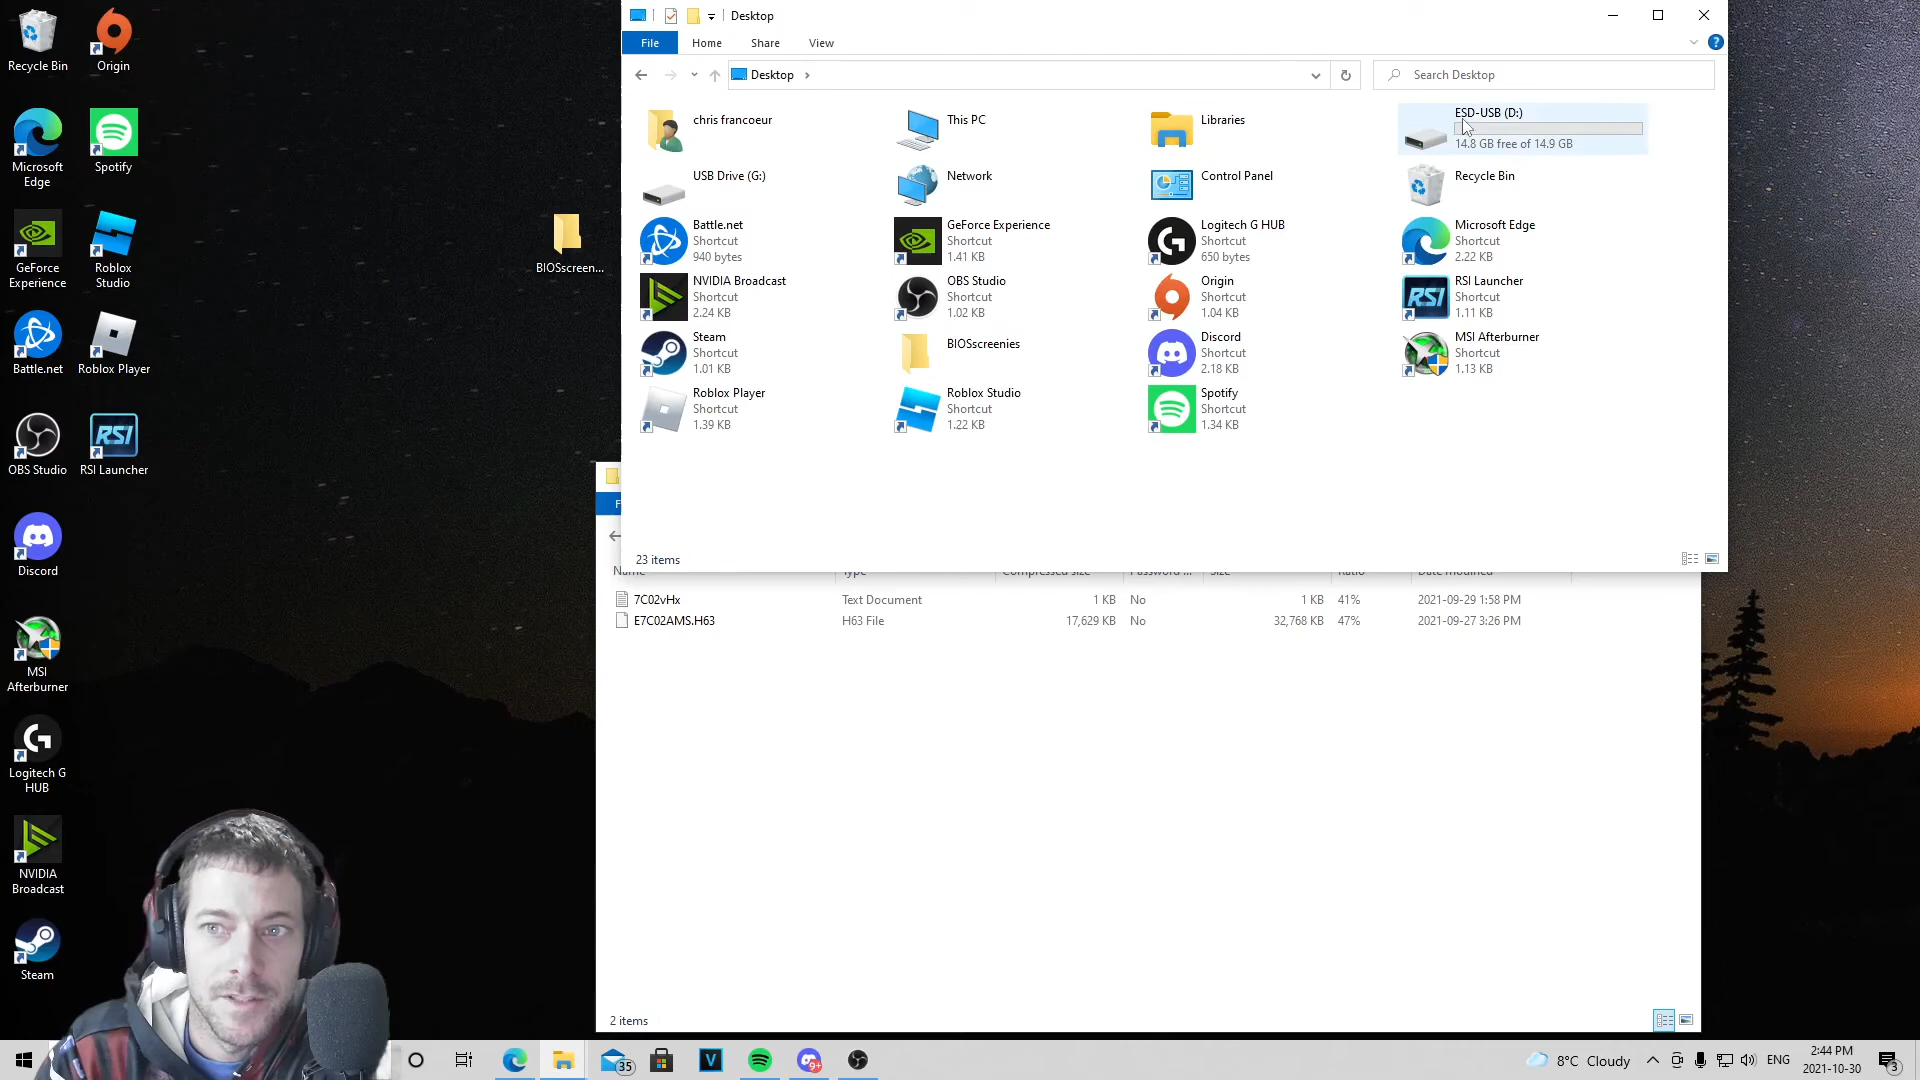 Recycle Bin
Origin
Microsoft
Edge
Spotify
GeForce
Experience
Roblox
Studio
Battle.net
Roblox Player
OBS Studio
RSI Launcher
RSI
Discord
MSI
Afterburner
Logitech G
HUB
NVIDIA
Broadcast
Steam
BIOSscreen...
Desktop
File
Home
Share
View
Desktop
Search Desktop
chris francoeur
This PC
Libraries
ESD-USB (D:)
14.8 GB free of 14.9 GB
USB Drive (G:)
Network
Control Panel
Recycle Bin
Battle.net
Shortcut
940 bytes
GeForce Experience
Shortcut
1.41 KB
Logitech G HUB
Shortcut
650 bytes
Microsoft Edge
Shortcut
2.22 KB
NVIDIA Broadcast
Shortcut
2.24 KB
OBS Studio
Shortcut
1.02 KB
Origin
Shortcut
1.04 KB
RSI
RSI Launcher
Shortcut
1.11 KB
Steam
Shortcut
1.01 KB
BIOSscreenies
Discord
Shortcut
2.18 KB
MSI Afterburner
Shortcut
1.13 KB
Roblox Player
Shortcut
1.39 KB
Roblox Studio
Shortcut
1.22 KB
Spotify
Shortcut
1.34 KB
23 items
Name Type Compressed size Password ... Size Ratio Date modified
7C02vHx Text Document 1 KB No 1 KB 41% 2021-09-29 1:58 PM
E7C02AMS.H63 H63 File 17,629 KB No 32,768 KB 47% 2021-09-27 3:26 PM
2 items
35
V
9+
8°C Cloudy
ENG
2:44 PM
2021-10-30
3